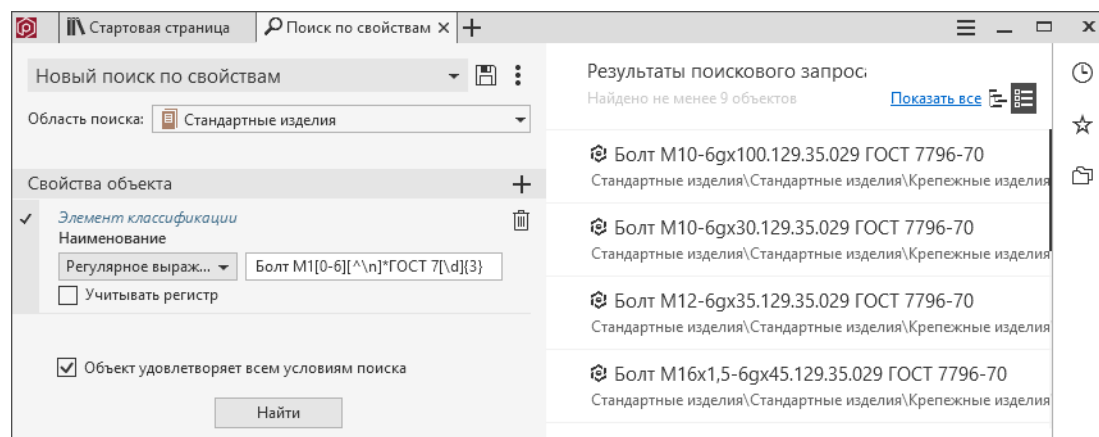 Стартовая страница
Поиск по свойствам
Новый поиск по свойствам
Область поиска: Стандартные изделия
Свойства объекта
Элемент классификации
Наименование
Регулярное выраж... Болт М1[0-6][^\n]*ГОСТ 7[\d]{3}
Учитывать регистр
Объект удовлетворяет всем условиям поиска
Найти
Результаты поискового запроса
Найдено не менее 9 объектов Показать все
Болт М10-6gx100.129.35.029 ГОСТ 7796-70
Стандартные изделия\Стандартные изделия\Крепежные изделия
Болт М10-6gx30.129.35.029 ГОСТ 7796-70
Стандартные изделия\Стандартные изделия\Крепежные изделия
Болт М12-6gx35.129.35.029 ГОСТ 7796-70
Стандартные изделия\Стандартные изделия\Крепежные изделия\
Болт М16x1,5-6gx45.129.35.029 ГОСТ 7796-70
Стандартные изделия\Стандартные изделия\Крепежные изделия